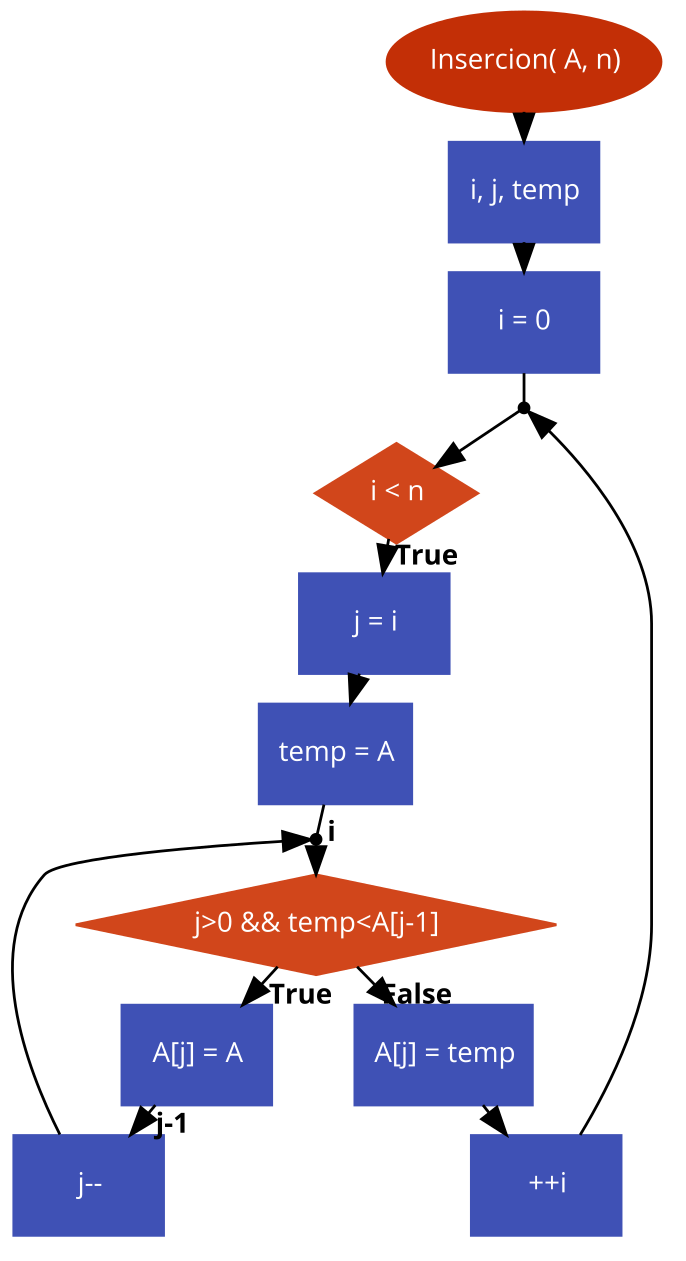 Insercion( A, n)
i, j, temp
i = 0
i < n
True
j = i
temp = A
i
j>0 && temp<A[j-1]
True
False
A[j] = A
A[j] = temp
j-1
j--
++i